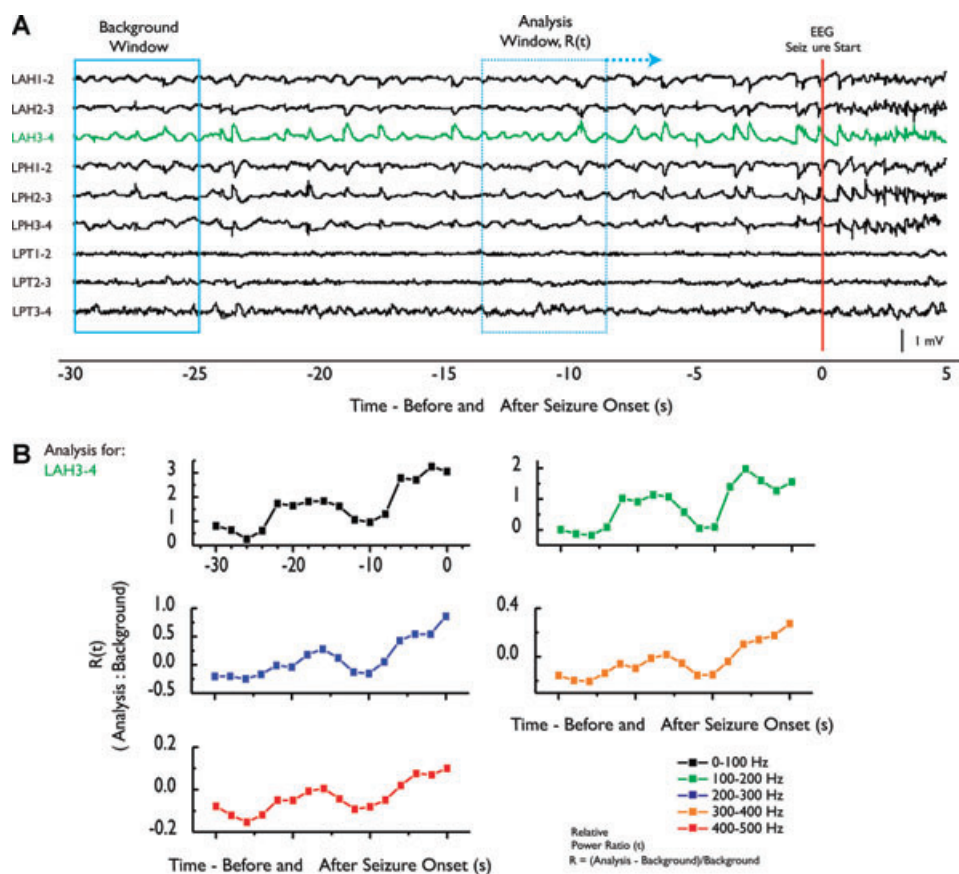 A
Background
Window
Analysis
Window, R(t)
EEG
Seiz ure Start
LAH1-2
LAH2-3
LAH3-4
LPH1-2
LPH2-3
LPH3-4
LPT1-2
LPT2-3
LPT3-4
1 mV
-30 -25 -20 -15 -10 -5 0 5
Time - Before and After Seizure Onset (s)
B
Analysis for:
LAH3-4
3
2
1
0
-30 -20 -10 0
2
1
0
R(t)
( Analysis : Background)
1.0
0.0
-0.5
0.4
0.0
Time - Before and After Seizure Onset (s)
0.2
0.0
-0.2
Time - Before and After Seizure Onset (s)
0-100 Hz
100-200 Hz
200-300 Hz
300-400 Hz
400-500 Hz
Relative
Power Ratio (t)
R = (Analysis - Background)/Background